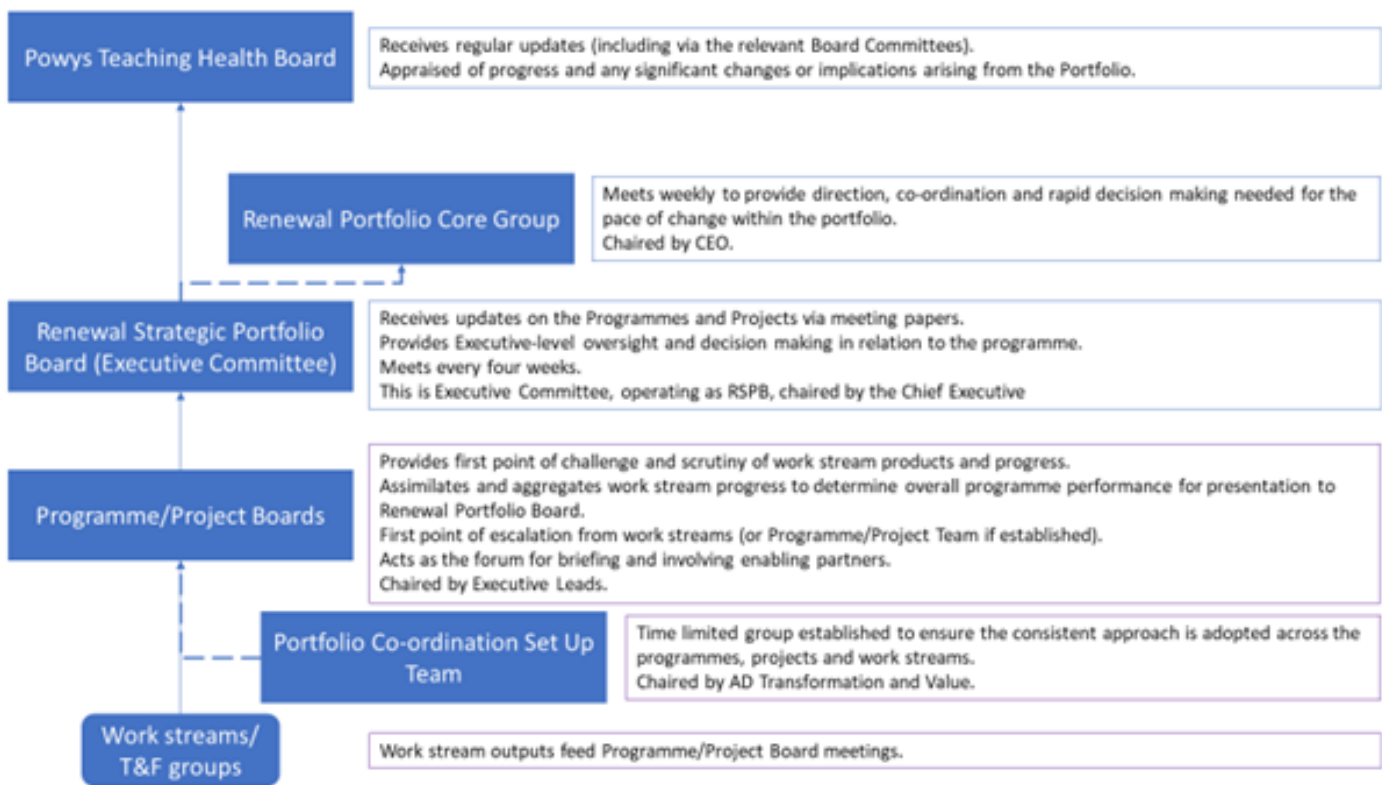 Powys Teaching Health Board
Receives regular updates (including via the relevant Board Committees).
Appraised of progress and any significant changes or implications arising from the Portfolio.
Renewal Portfolio Core Group
Meets weekly to provide direction, co-ordination and rapid decision making needed for the
pace of change within the portfolio.
Chaired by CEO.
Renewal Strategic Portfolio
Board (Executive Committee)
Receives updates on the Programmes and Projects via meeting papers.
Provides Executive-level oversight and decision making in relation to the programme.
Meets every four weeks.
This is Executive Committee, operating as RSPB, chaired by the Chief Executive
Programme/Project Boards
Provides first point of challenge and scrutiny of work stream products and progress.
Assimilates and aggregates work stream progress to determine overall programme performance for presentation to
Renewal Portfolio Board.
First point of escalation from work streams (or Programme/Project Team if established).
Acts as the forum for briefing and involving enabling partners.
Chaired by Executive Leads.
Portfolio Co-ordination Set Up
Team
Time limited group established to ensure the consistent approach is adopted across the
programmes, projects and work streams.
Chaired by AD Transformation and Value.
Work streams/
T&F groups
Work stream outputs feed Programme/Project Board meetings.